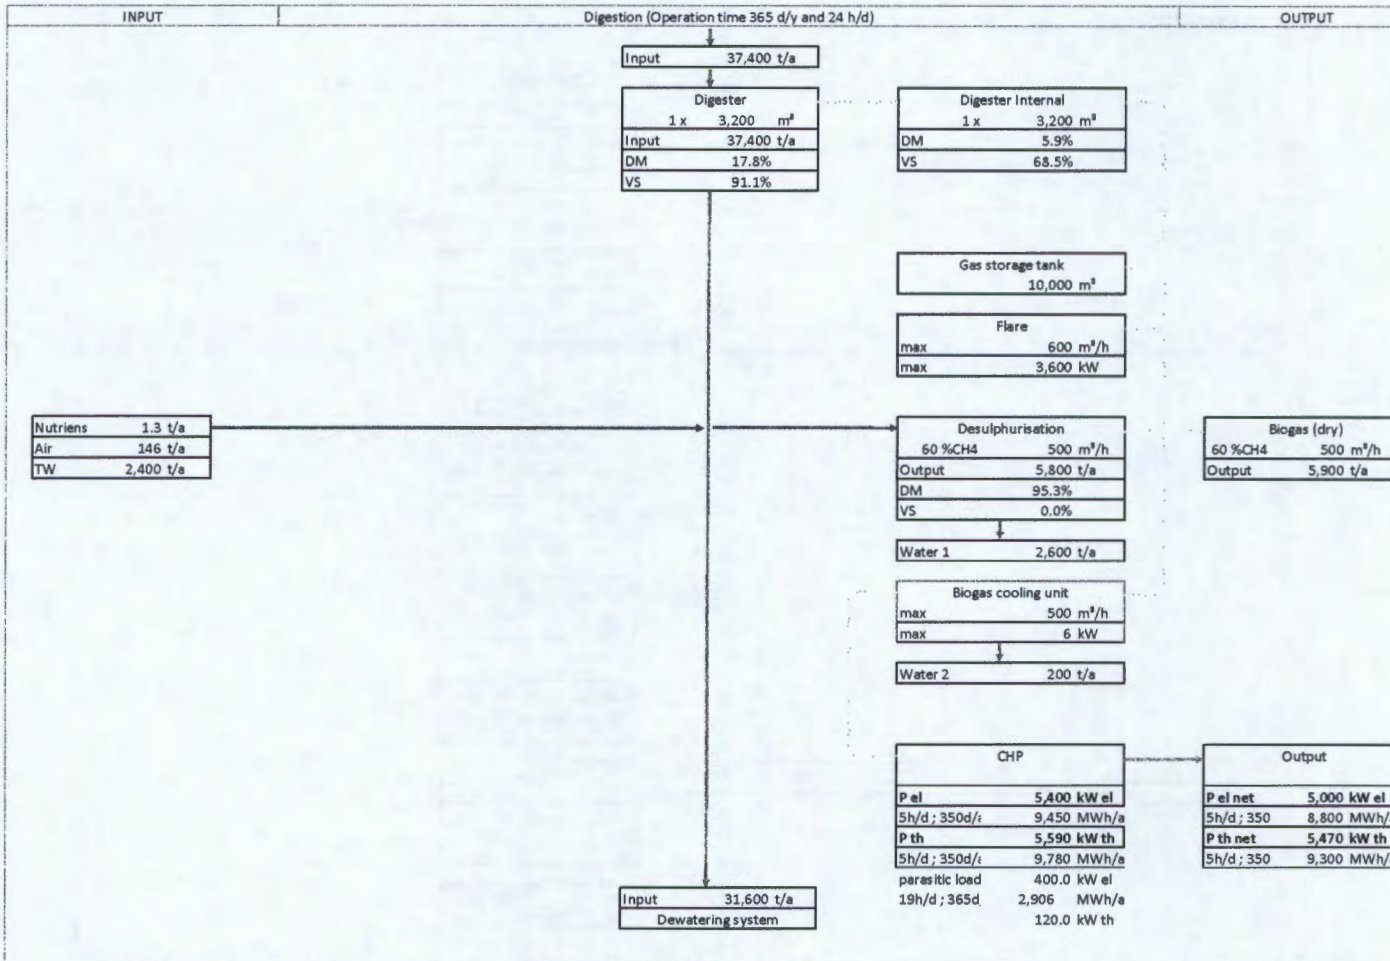 INPUT
Digestion (Operation time 365 d/y and 24 h/d)
OUTPUT
Input 37,400 t/a
Digester
1 x 3,200 m³
Input 37,400 t/a
DM 17.8%
VS 91.1%
Digester Internal
1 x 3,200 m³
DM 5.9%
VS 68.5%
Gas storage tank
10,000 m³
Flare
max 600 m³/h
max 3,600 kW
Nutriens 1.3 t/a
Air 146 t/a
TW 2,400 t/a
Desulphurisation
60 %CH4 500 m³/h
Output 5,800 t/a
DM 95.3%
VS 0.0%
Biogas (dry)
60 %CH4 500 m³/h
Output 5,900 t/a
Water 1 2,600 t/a
Biogas cooling unit
max 500 m³/h
max 6 kW
Water 2 200 t/a
CHP
P el 5,400 kW el
5h/d ; 350d/a 9,450 MWh/a
P th 5,590 kW th
5h/d ; 350d/a 9,780 MWh/a
parasitic load 400.0 kW el
19h/d ; 365d 2,906 MWh/a
120.0 kW th
Output
P el net 5,000 kW el
5h/d ; 350 8,800 MWh/a
P th net 5,470 kW th
5h/d ; 350 9,300 MWh/a
Input 31,600 t/a
Dewatering system